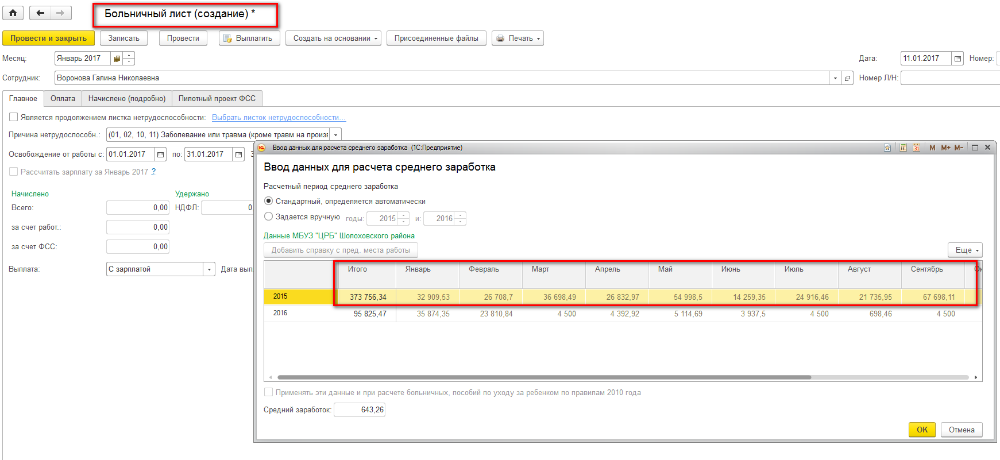 Больничный лист (создание) *
Провести и закрыть Записать Провести Выплатить Создать на основании Присоединенные файлы Печать
Месяц: Январь 2017 Дата: 11.01.2017 Номер:
Сотрудник: Воронова Галина Николаевна Номер Л/Н:
Главное Оплата Начислено (подробно) Пилотный проект ФСС
Является продолжением листка нетрудоспособности: Выбрать листок нетрудоспособности...
Причина нетрудоспособн.: (01, 02, 10, 11) Заболевание или травма (кроме травм на произв
Освобождение от работы с: 01.01.2017 по: 31.01.2017
Рассчитать зарплату за Январь 2017 ?
Начислено Удержано
Всего: 0,00 НДФЛ: 0,
за счет работ.: 0,00
за счет ФСС: 0,00
Выплата: С зарплатой Дата вып
1С Ввод данных для расчета среднего заработка (1С:Предприятие) 31 M M+ M-
Ввод данных для расчета среднего заработка
Расчетный период среднего заработка
Стандартный, определяется автоматически
Задается вручную годы: 2015 и: 2016
Данные МБУЗ "ЦРБ" Шолоховского района
Добавить справку с пред. места работы Еще
Итого Январь Февраль Март Апрель Май Июнь Июль Август Сентябрь Ок
2015 373 756,34 32 909,53 26 708,7 36 698,49 26 832,97 54 998,5 14 259,35 24 916,46 21 735,95 67 698,11
2016 95 825,47 35 874,35 23 810,84 4 500 4 392,92 5 114,69 3 937,5 4 500 698,46 4 500
Применять эти данные и при расчете больничных, пособий по уходу за ребенком по правилам 2010 года
Средний заработок: 643,26
OK Отмена